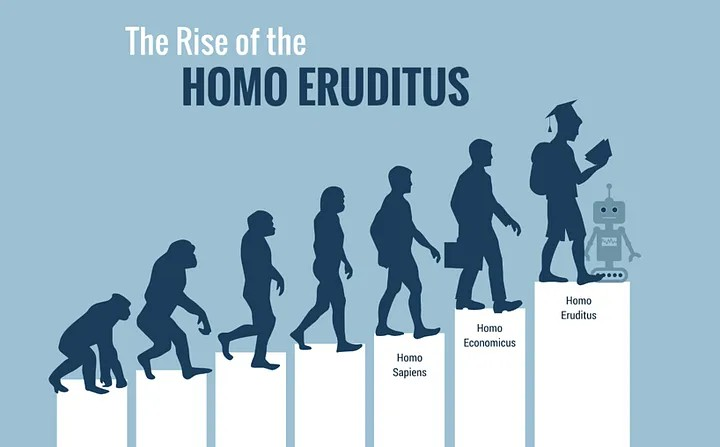 The Rise of the
HOMO ERUDITUS
Homo
Sapiens
Homo
Economicus
Homo
Eruditus